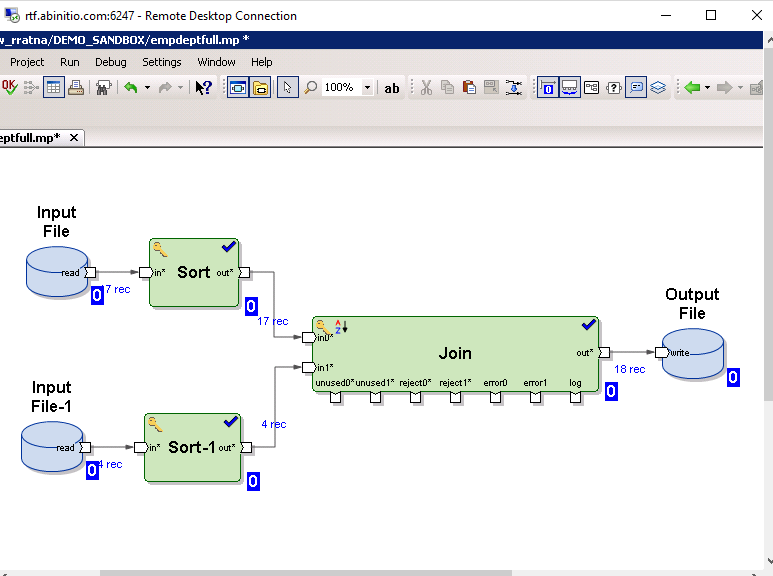 rtf.abinitio.com:6247 - Remote Desktop Connection
w_rratna/DEMO_SANDBOX/empdeptfull.mp *
Project Run Debug Settings Window Help
OK 100% ab 0
eptfull.mp* X
Input
File
read
0
7 rec
in* Sort out*
0
17 rec
Input
File-1
read
0
4 rec
in* Sort-1 out*
0
4 rec
in0*
A
Z
in1*
Join
out*
unused0* unused1* reject0* reject1* error0 error1 log
0
18 rec
Output
File
write
0